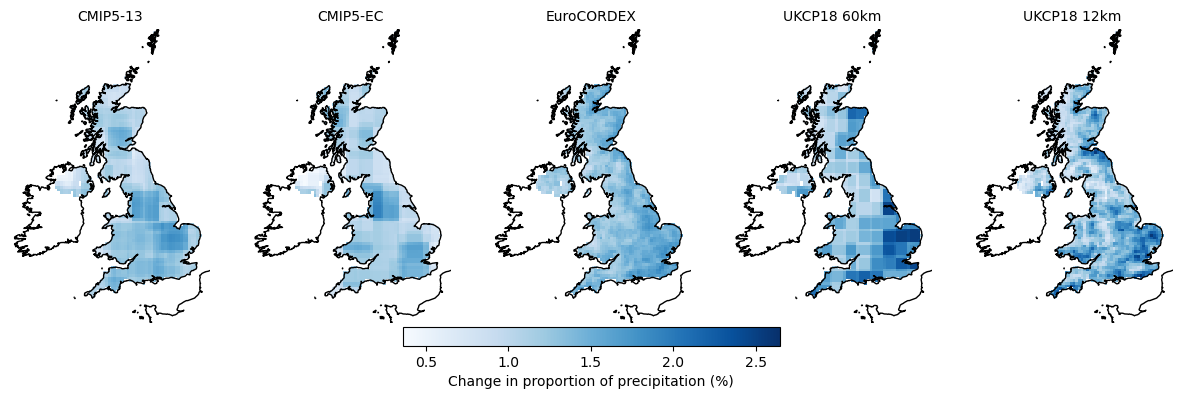 CMIP5-13 CMIP5-EC EuroCORDEX UKCP18 60km UKCP18 12km
0.5 1.0 1.5 2.0 2.5
Change in proportion of precipitation (%)